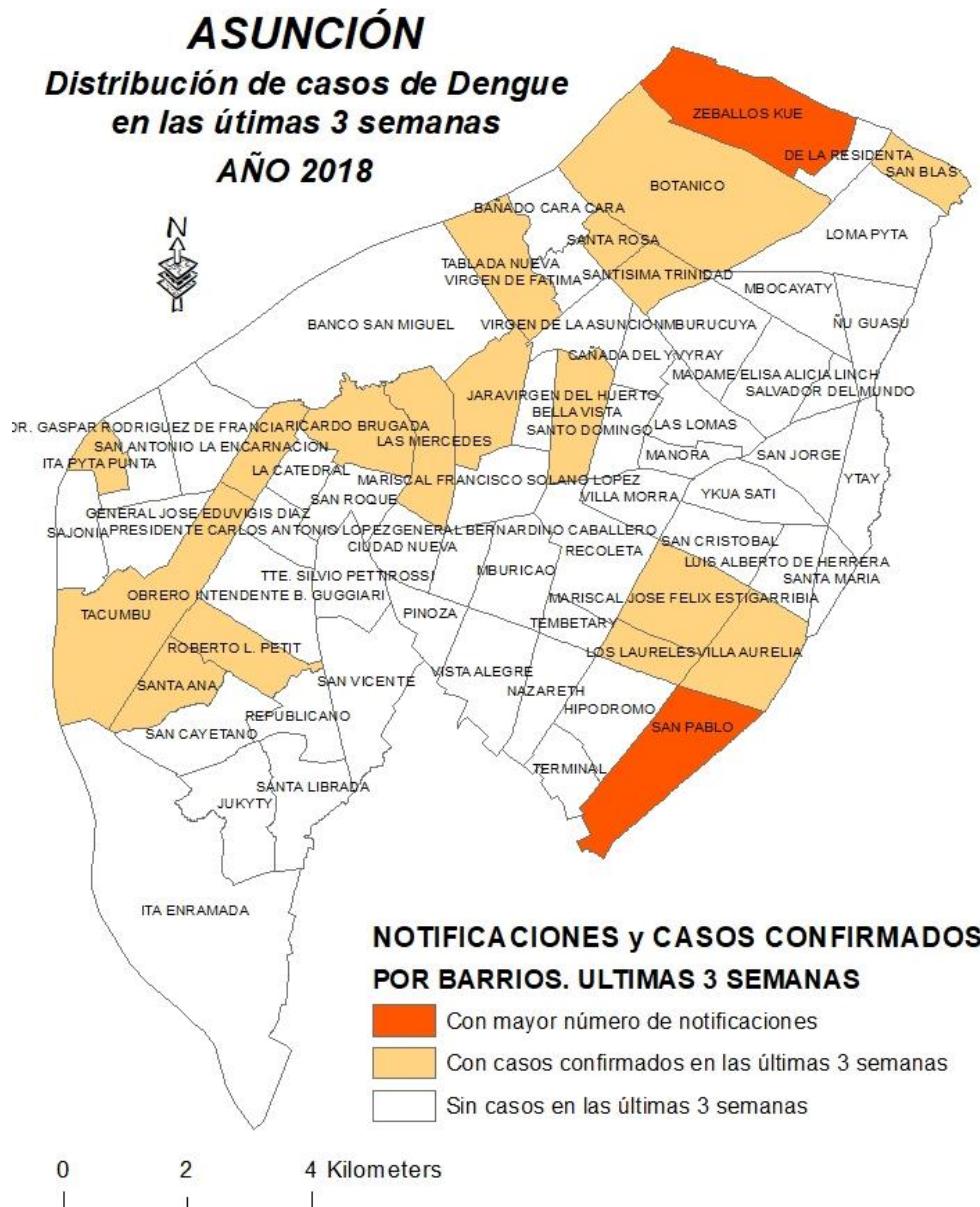 ASUNCIÓN
Distribución de casos de Dengue
en las útimas 3 semanas
AÑO 2018
N
ZEBALLOS KUE
DE LA RESIDENTA
SAN BLAS
BOTANICO
BAÑADO CARA CARA
LOMA PYTA
SANTA ROSA
TABLADA NUEVA
SANTISIMA TRINIDAD
VIRGEN DE FATIMA
MBOCAYATY
BANCO SAN MIGUEL
VIRGEN DE LA ASUNCION
MBURUCUYA
ÑU GUASU
CAÑADA DEL YVYRAY
MADAME ELISA ALICIA LINCH
SALVADOR DEL MUNDO
JARA
VIRGEN DEL HUERTO
BELLA VISTA
DR. GASPAR RODRIGUEZ DE FRANCIA
RICARDO BRUGADA
SANTO DOMINGO
LAS LOMAS
SAN ANTONIO
LA ENCARNACION
LAS MERCEDES
ITA PYTA PUNTA
LA CATEDRAL
MANORA
SAN JORGE
MARISCAL FRANCISCO SOLANO LOPEZ
YTAY
SAN ROQUE
VILLA MORRA
YKUA SATI
GENERAL JOSE EDUVIGIS DIAZ
SAJONIA
PRESIDENTE CARLOS ANTONIO LOPEZ
GENERAL BERNARDINO CABALLERO
CIUDAD NUEVA
RECOLETA
SAN CRISTOBAL
LUIS ALBERTO DE HERRERA
TTE. SILVIO PETTIROSSI
MBURICAO
SANTA MARIA
OBRERO INTENDENTE B. GUGGIARI
MARISCAL JOSE FELIX ESTIGARRIBIA
TACUMBU
PINOZA
TEMBETARY
ROBERTO L. PETIT
LOS LAURELES
VILLA AURELIA
VISTA ALEGRE
SANTA ANA
SAN VICENTE
NAZARETH
REPUBLICANO
HIPODROMO
SAN PABLO
SAN CAYETANO
TERMINAL
SANTA LIBRADA
JUKYTY
ITA ENRAMADA
NOTIFICACIONES y CASOS CONFIRMADOS
POR BARRIOS. ULTIMAS 3 SEMANAS
Con mayor número de notificaciones
Con casos confirmados en las últimas 3 semanas
Sin casos en las últimas 3 semanas
0 2 4 Kilometers